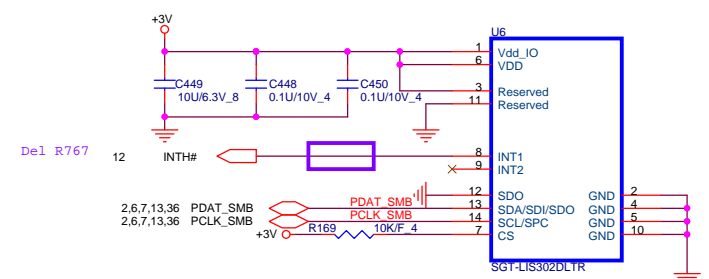 +3V
U6
1 Vdd_IO
6 VDD
C449 C448 C450
10U/6.3V_8 0.1U/10V_4 0.1U/10V_4
3 Reserved
11 Reserved
Del R767 12 INTH# 8 INT1
9 INT2
12 SDO GND 2
2,6,7,13,36 PDAT_SMB PDAT_SMB 13 SDA/SDI/SDO GND 4
2,6,7,13,36 PCLK_SMB PCLK_SMB 14 SCL/SPC GND 5
+3V R169 10K/F_4 7 CS GND 10
SGT-LIS302DLTR